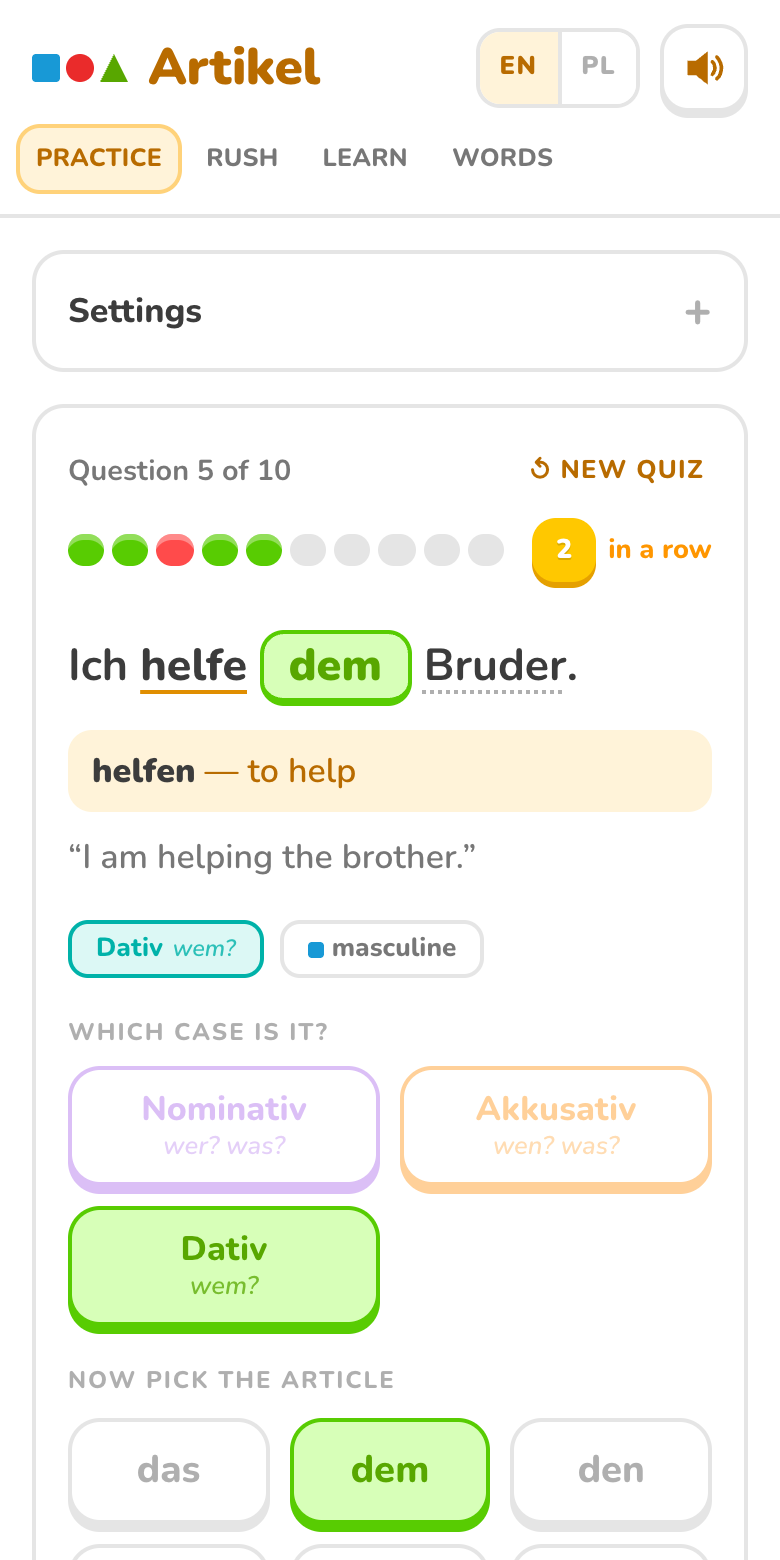 Artikel
EN PL
PRACTICE RUSH LEARN WORDS
Settings
Question 5 of 10
NEW QUIZ
2 in a row
Ich helfe dem Bruder.
helfen — to help
“I am helping the brother.”
Dativ wem?
masculine
WHICH CASE IS IT?
Nominativ
wer? was?
Akkusativ
wen? was?
Dativ
wem?
NOW PICK THE ARTICLE
das dem den